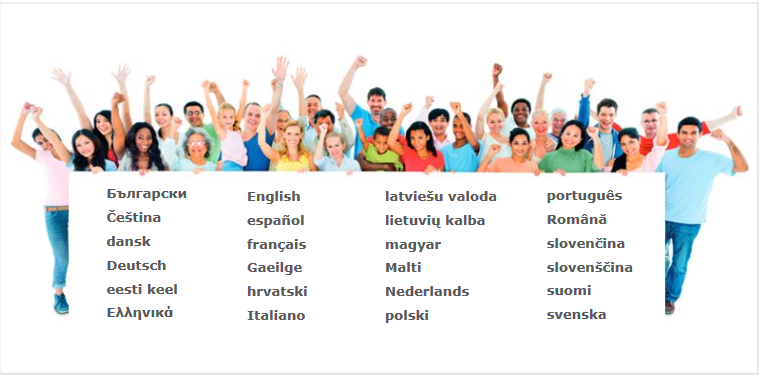 Български
Čeština
dansk
Deutsch
eesti keel
Ελληνικά
English
español
français
Gaeilge
hrvatski
Italiano
latviešu valoda
lietuvių kalba
magyar
Malti
Nederlands
polski
português
Română
slovenčina
slovenščina
suomi
svenska